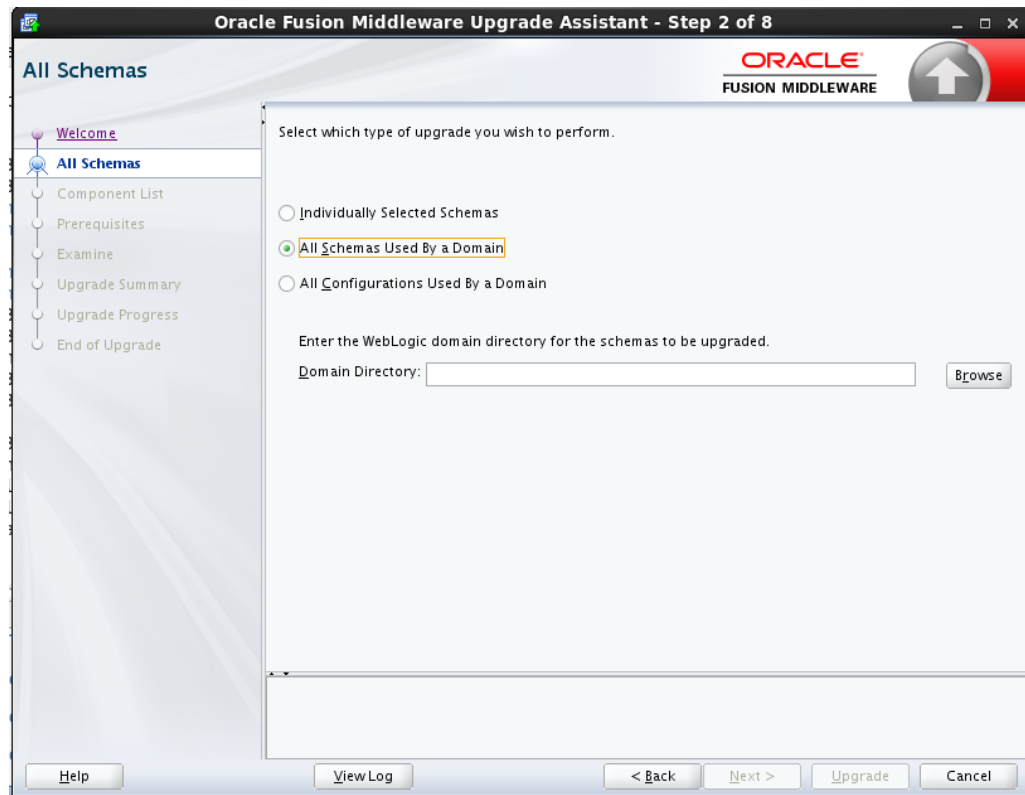 Oracle Fusion Middleware Upgrade Assistant - Step 2 of 8
All Schemas
ORACLE
FUSION MIDDLEWARE
Welcome
All Schemas
Component List
Prerequisites
Examine
Upgrade Summary
Upgrade Progress
End of Upgrade
Select which type of upgrade you wish to perform.
Individually Selected Schemas
All Schemas Used By a Domain
All Configurations Used By a Domain
Enter the WebLogic domain directory for the schemas to be upgraded.
Domain Directory:
Browse
Help
View Log
< Back
Next >
Upgrade
Cancel